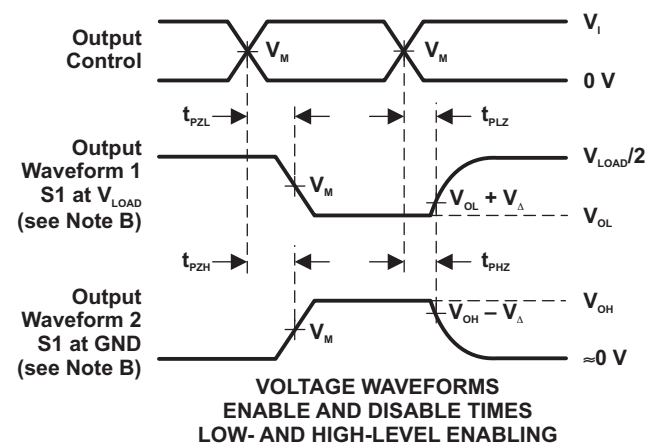 Output
Control
V_M
V_M
V_I
0 V
t_PZL
t_PLZ
Output
Waveform 1
S1 at V_LOAD
(see Note B)
V_M
V_OL + V_Δ
V_LOAD/2
V_OL
t_PZH
t_PHZ
Output
Waveform 2
S1 at GND
(see Note B)
V_M
V_OH – V_Δ
V_OH
≈0 V
VOLTAGE WAVEFORMS
ENABLE AND DISABLE TIMES
LOW- AND HIGH-LEVEL ENABLING